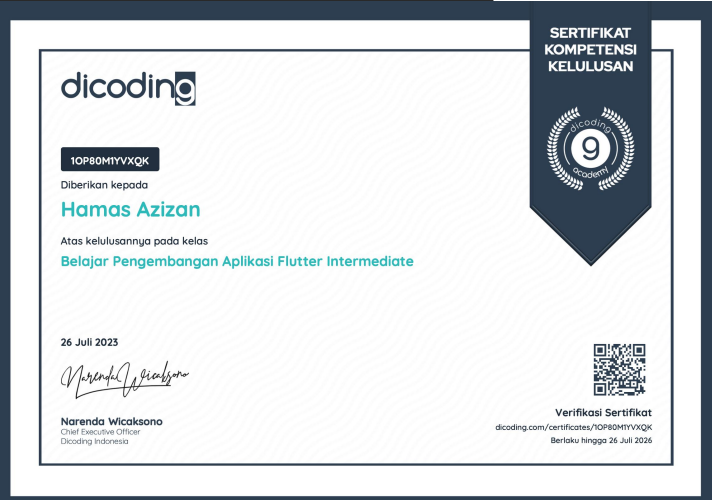 SERTIFIKAT
KOMPETENSI
KELULUSAN
dicoding
dicoding
9
academy
1OP80M1YVXQK
Diberikan kepada
Hamas Azizan
Atas kelulusannya pada kelas
Belajar Pengembangan Aplikasi Flutter Intermediate
26 Juli 2023
Narenda Wicaksono
Narenda Wicaksono
Chief Executive Officer
Dicoding Indonesia
Verifikasi Sertifikat
dicoding.com/certificates/1OP80M1YVXQK
Berlaku hingga 26 Juli 2026